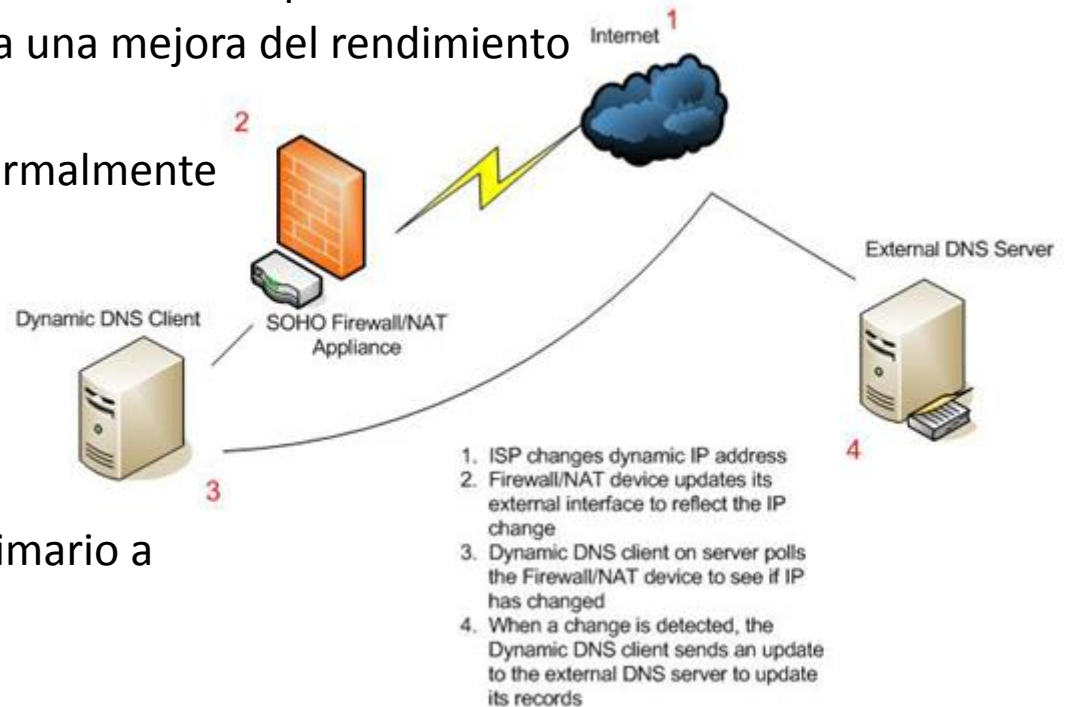 a una mejora del rendimiento
rmalmente
imario a
Internet
1
2
SOHO Firewall/NAT
Appliance
Dynamic DNS Client
3
External DNS Server
4
1. ISP changes dynamic IP address
2. Firewall/NAT device updates its
external interface to reflect the IP
change
3. Dynamic DNS client on server polls
the Firewall/NAT device to see if IP
has changed
4. When a change is detected, the
Dynamic DNS client sends an update
to the external DNS server to update
its records